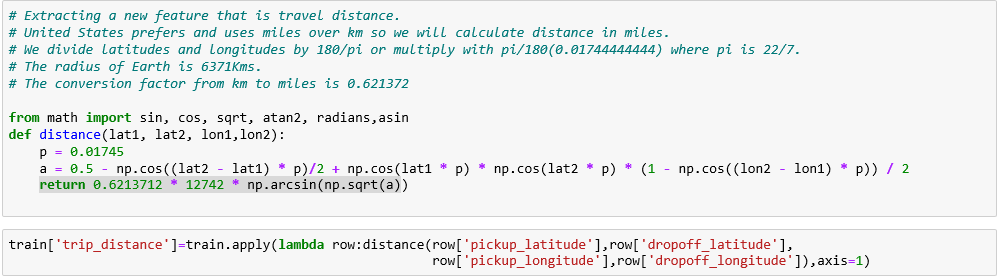 # Extracting a new feature that is travel distance.
# United States prefers and uses miles over km so we will calculate distance in miles.
# We divide latitudes and longitudes by 180/pi or multiply with pi/180(0.01744444444) where pi is 22/7.
# The radius of Earth is 6371Kms.
# The conversion factor from km to miles is 0.621372
from math import sin, cos, sqrt, atan2, radians,asin
def distance(lat1, lat2, lon1,lon2):
    p = 0.01745
    a = 0.5 - np.cos((lat2 - lat1) * p)/2 + np.cos(lat1 * p) * np.cos(lat2 * p) * (1 - np.cos((lon2 - lon1) * p)) / 2
    return 0.6213712 * 12742 * np.arcsin(np.sqrt(a))
train['trip_distance']=train.apply(lambda row:distance(row['pickup_latitude'],row['dropoff_latitude'],
                                                       row['pickup_longitude'],row['dropoff_longitude']),axis=1)